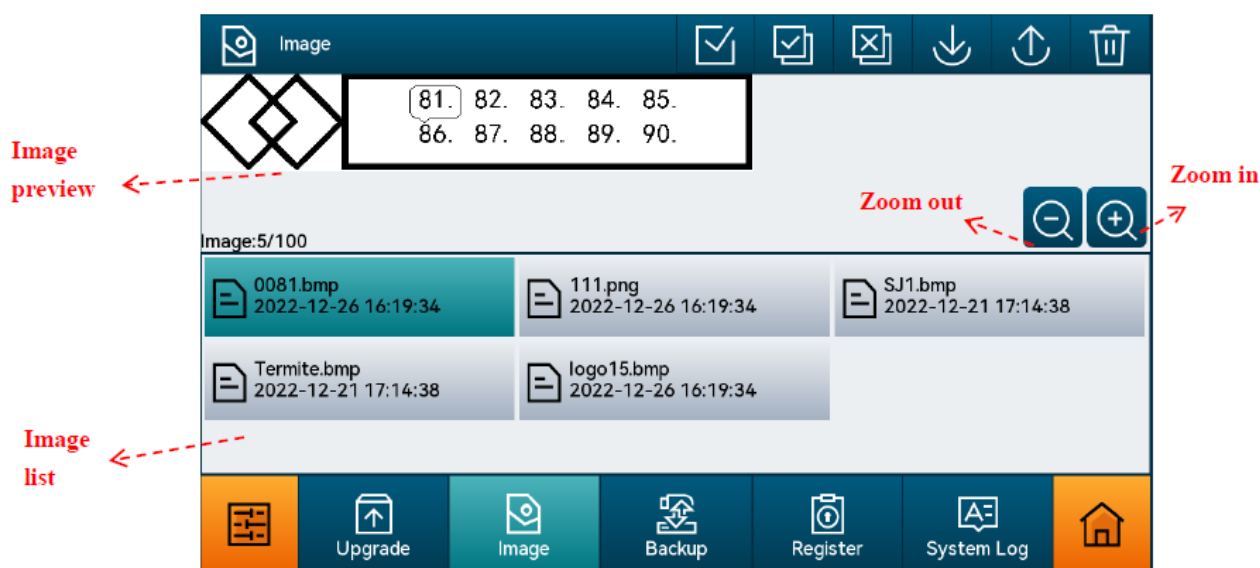 Image
81. 82. 83. 84. 85.
86. 87. 88. 89. 90.
Image
preview
Zoom out
Zoom in
Image:5/100
0081.bmp
2022-12-26 16:19:34
111.png
2022-12-26 16:19:34
SJ1.bmp
2022-12-21 17:14:38
Termite.bmp
2022-12-21 17:14:38
logo15.bmp
2022-12-26 16:19:34
Image
list
Upgrade
Image
Backup
Register
System Log